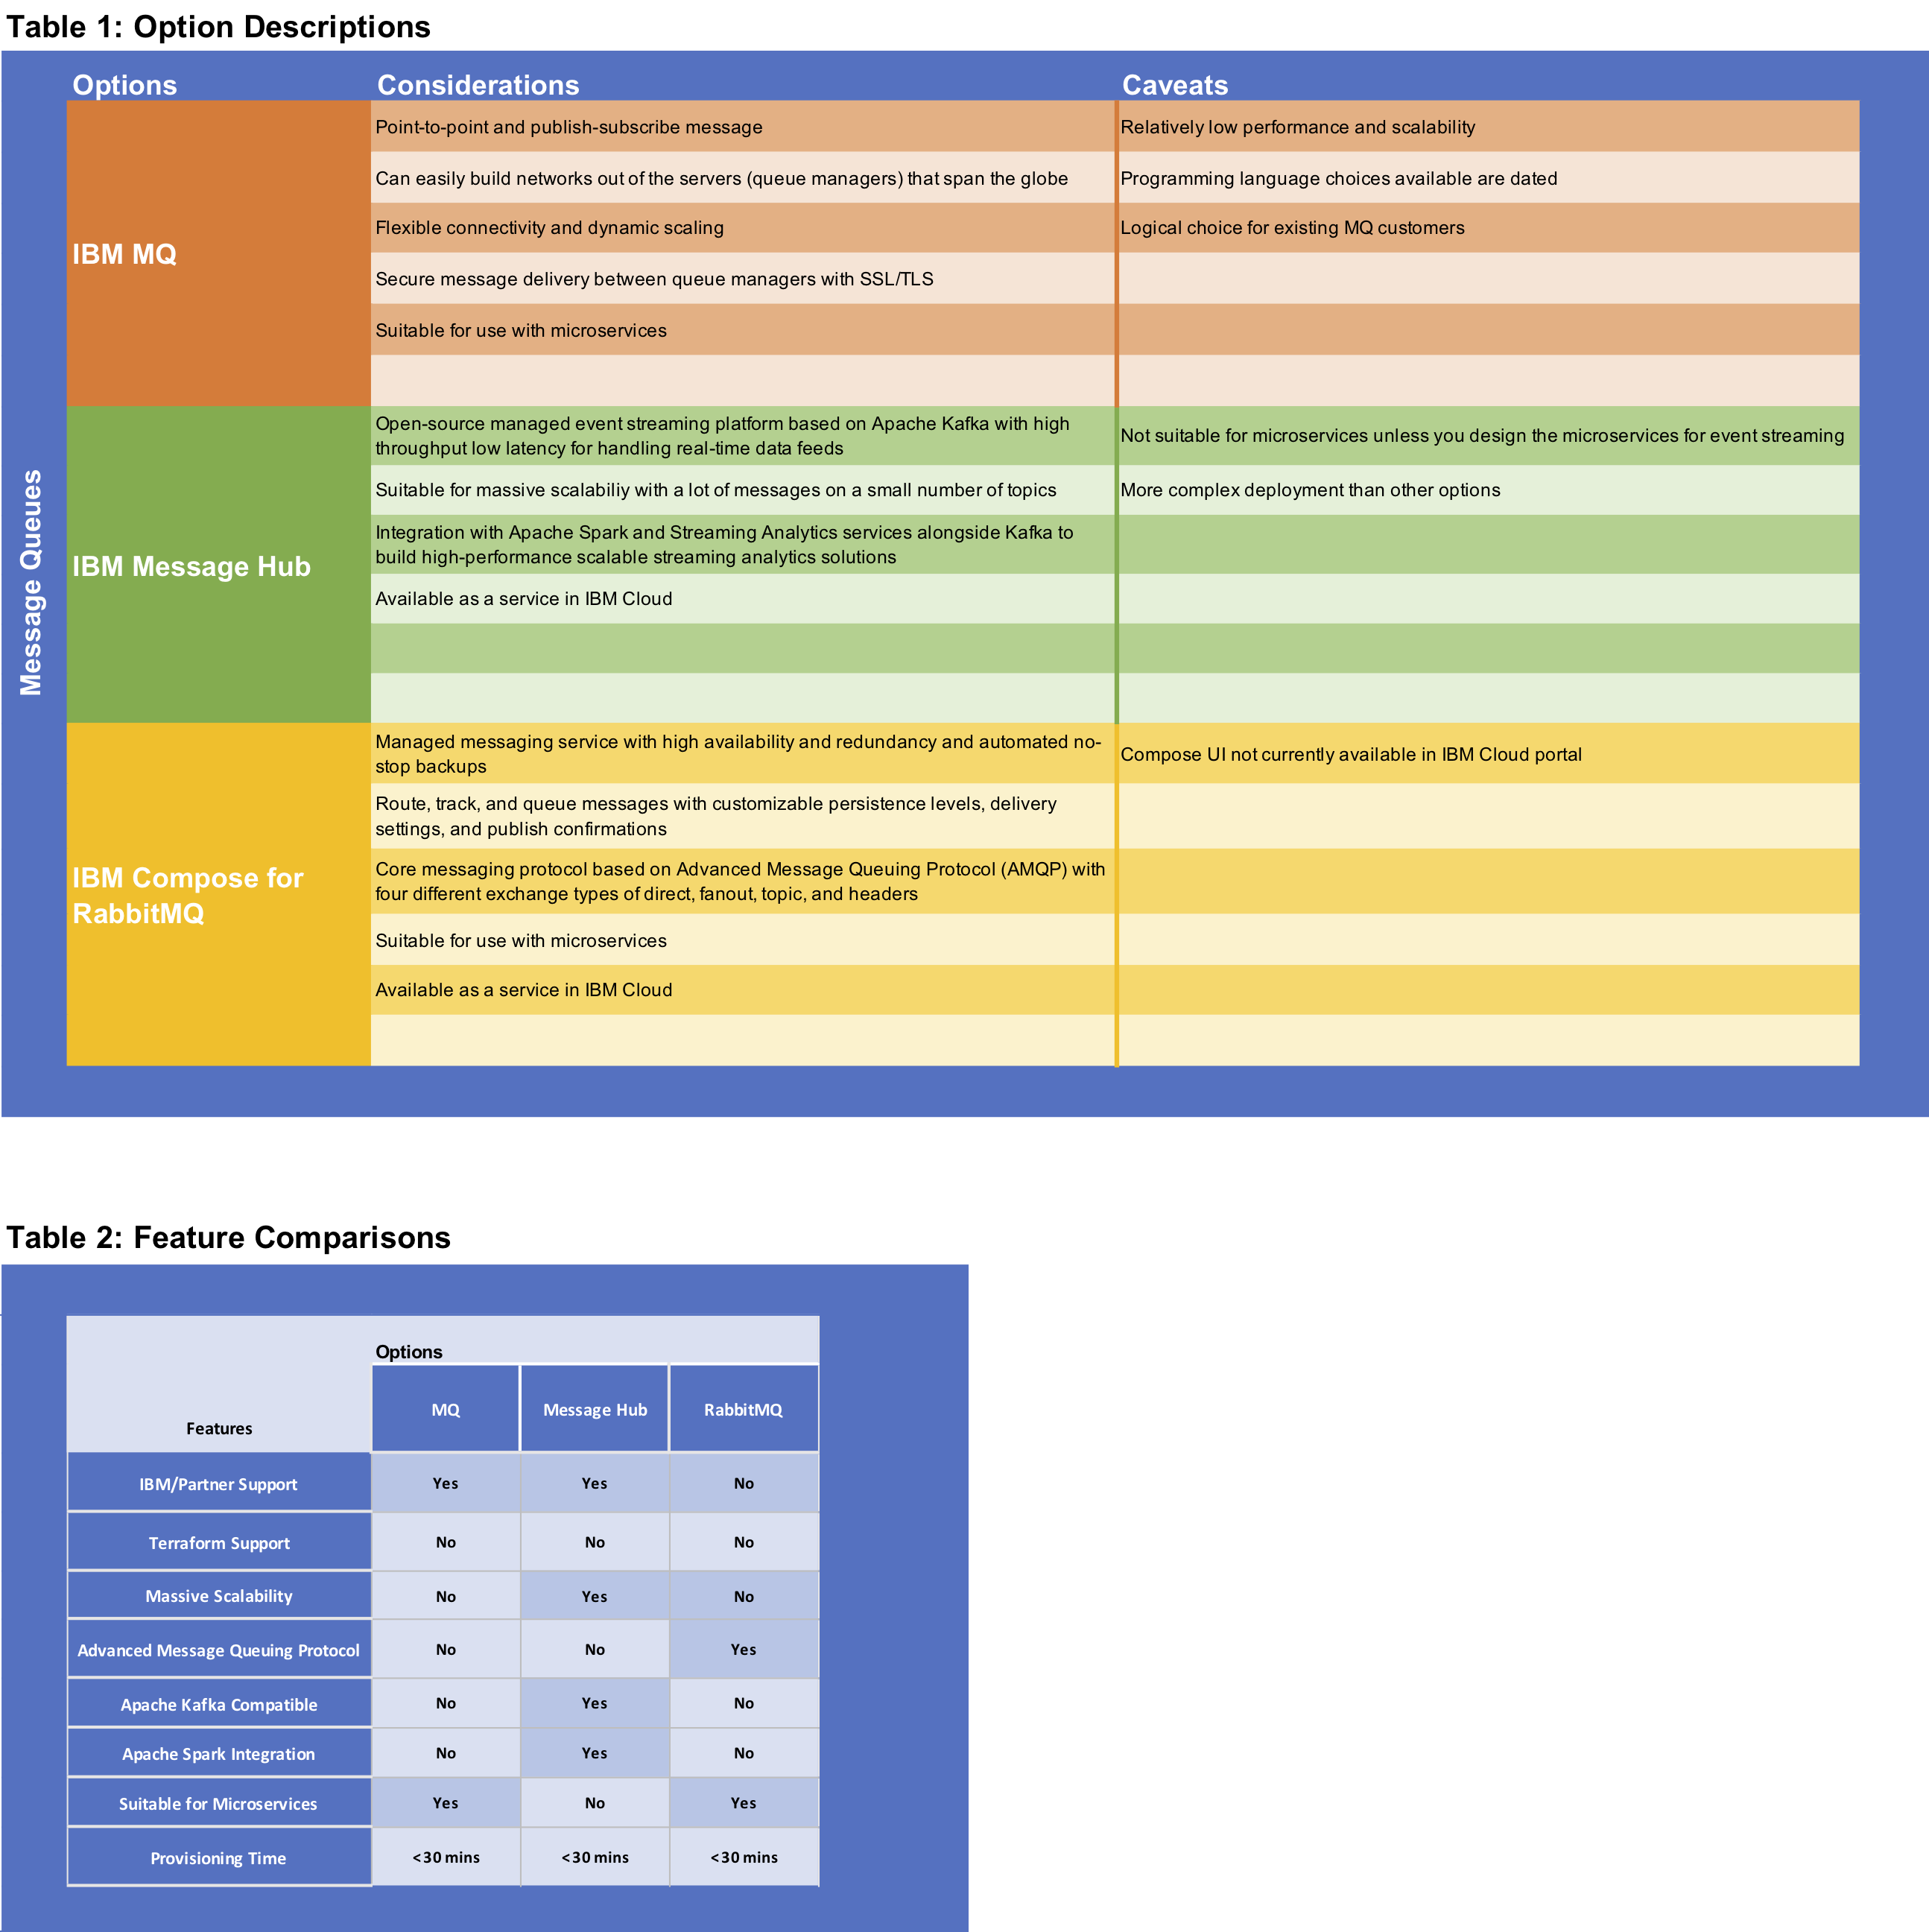 Table 1: Option Descriptions
Options Considerations Caveats
Message Queues
IBM MQ
Point-to-point and publish-subscribe message
Relatively low performance and scalability
Can easily build networks out of the servers (queue managers) that span the globe
Programming language choices available are dated
Flexible connectivity and dynamic scaling
Logical choice for existing MQ customers
Secure message delivery between queue managers with SSL/TLS
Suitable for use with microservices
IBM Message Hub
Open-source managed event streaming platform based on Apache Kafka with high
throughput low latency for handling real-time data feeds
Not suitable for microservices unless you design the microservices for event streaming
Suitable for massive scalabiliy with a lot of messages on a small number of topics
More complex deployment than other options
Integration with Apache Spark and Streaming Analytics services alongside Kafka to
build high-performance scalable streaming analytics solutions
Available as a service in IBM Cloud
IBM Compose for
RabbitMQ
Managed messaging service with high availability and redundancy and automated no-
stop backups
Compose UI not currently available in IBM Cloud portal
Route, track, and queue messages with customizable persistence levels, delivery
settings, and publish confirmations
Core messaging protocol based on Advanced Message Queuing Protocol (AMQP) with
four different exchange types of direct, fanout, topic, and headers
Suitable for use with microservices
Available as a service in IBM Cloud
Table 2: Feature Comparisons
Options
Features MQ Message Hub RabbitMQ
IBM/Partner Support Yes Yes No
Terraform Support No No No
Massive Scalability No Yes No
Advanced Message Queuing Protocol No No Yes
Apache Kafka Compatible No Yes No
Apache Spark Integration No Yes No
Suitable for Microservices Yes No Yes
Provisioning Time <30 mins <30 mins <30 mins